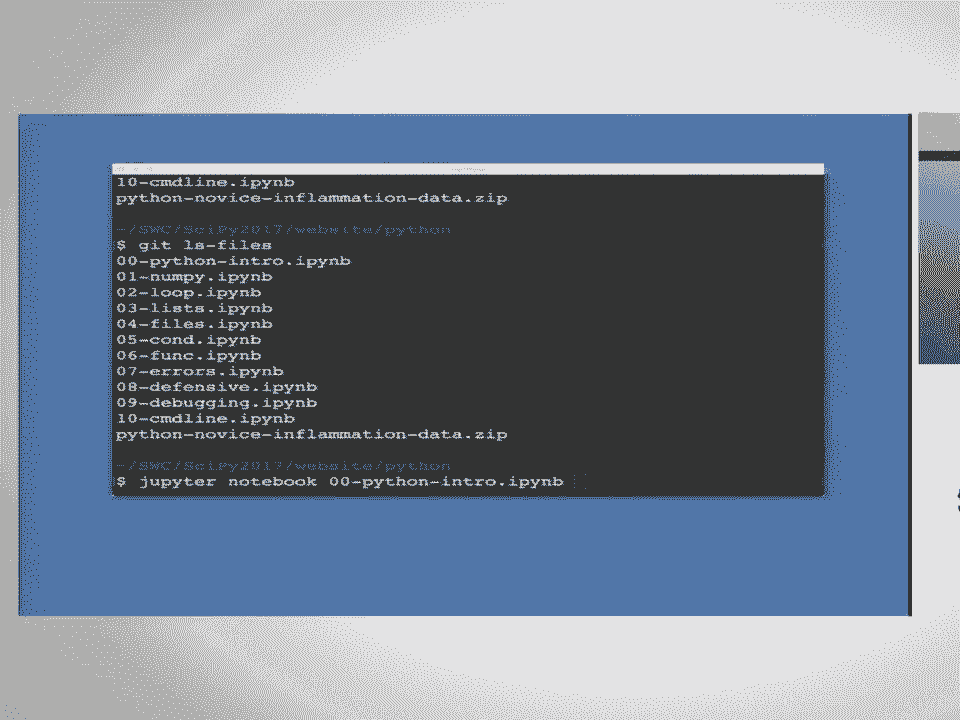 10-cmdline.ipynb
python-novice-inflammation-data.zip
~/SWC/SciPy2017/website/python
$ git ls-files
00-python-intro.ipynb
01-numpy.ipynb
02-loop.ipynb
03-lists.ipynb
04-files.ipynb
05-cond.ipynb
06-func.ipynb
07-errors.ipynb
08-defensive.ipynb
09-debugging.ipynb
10-cmdline.ipynb
python-novice-inflammation-data.zip
~/SWC/SciPy2017/website/python
$ jupyter notebook 00-python-intro.ipynb